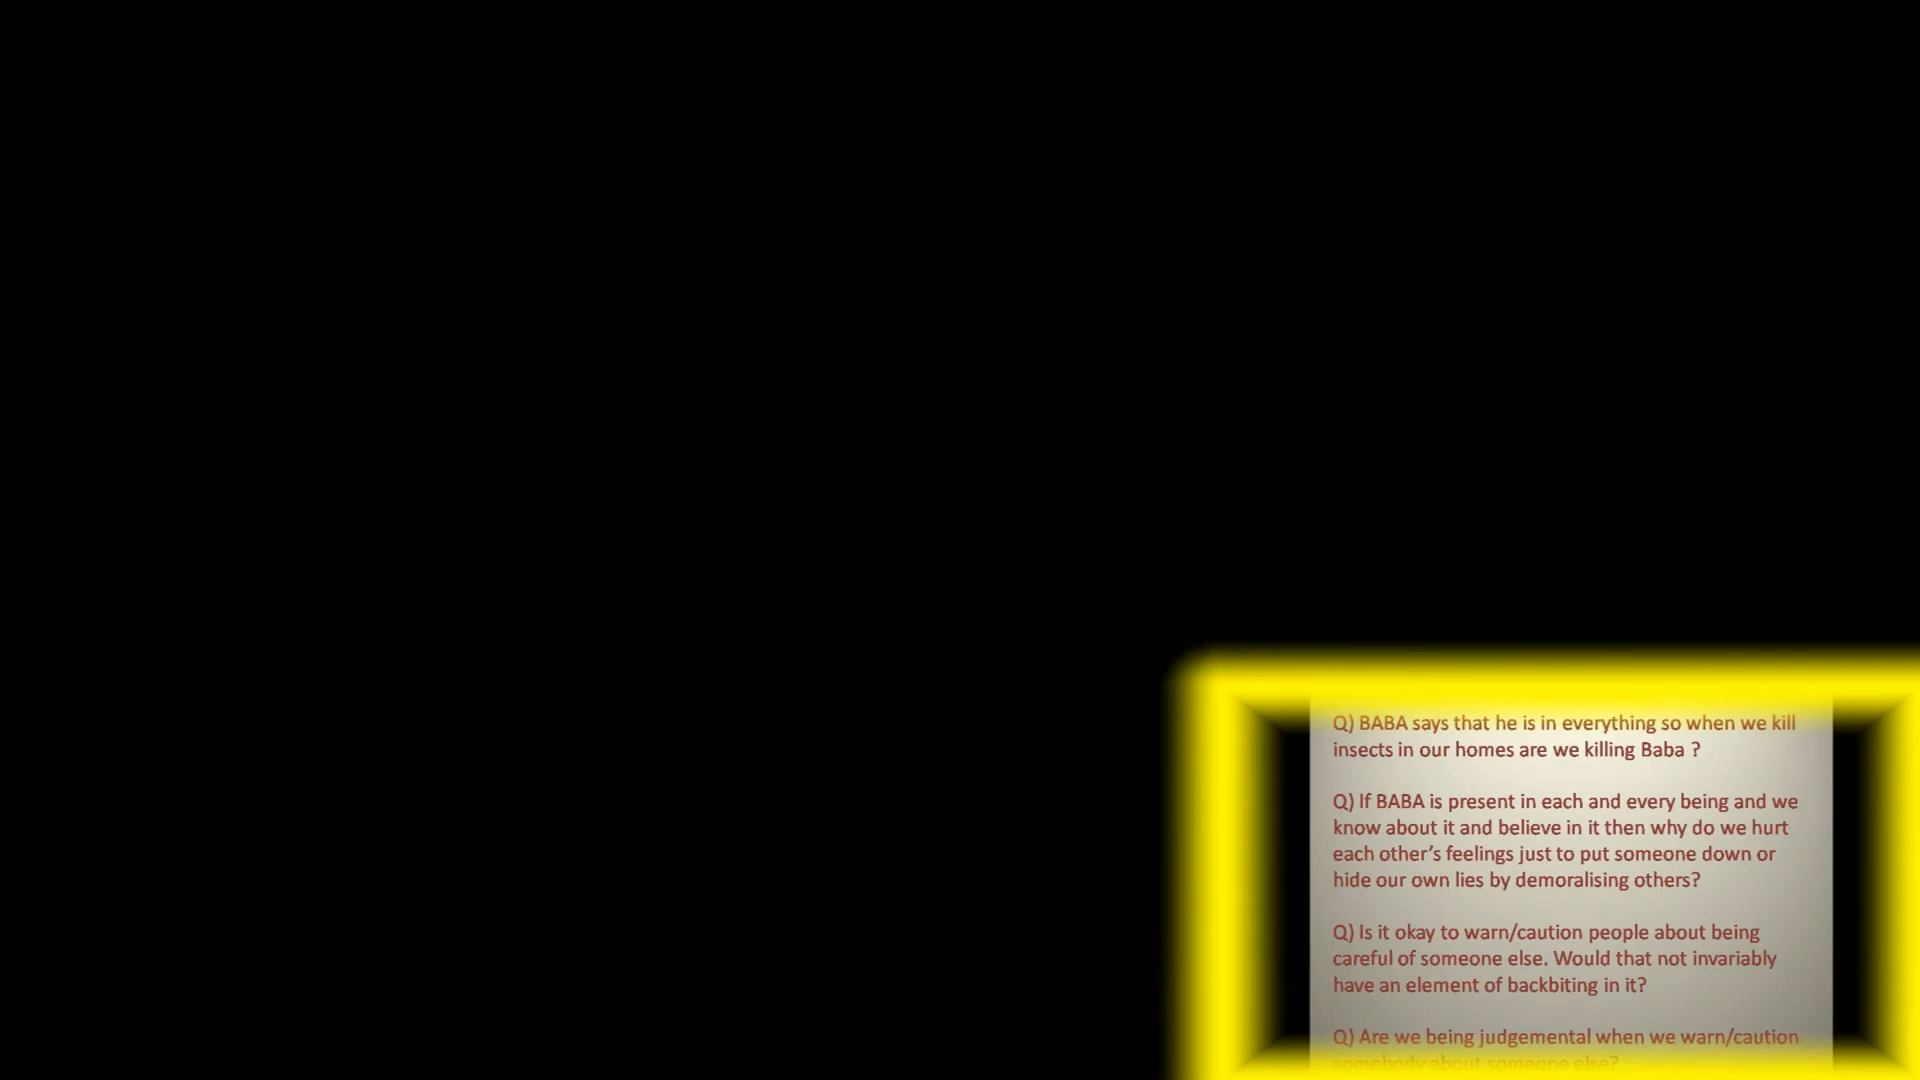 Q) BABA says that he is in everything so when we kill
insects in our homes are we killing Baba ?
Q) If BABA is present in each and every being and we
know about it and believe in it then why do we hurt
each other’s feelings just to put someone down or
hide our own lies by demoralising others?
Q) Is it okay to warn/caution people about being
careful of someone else. Would that not invariably
have an element of backbiting in it?
Q) Are we being judgemental when we warn/caution
somebody about someone else?